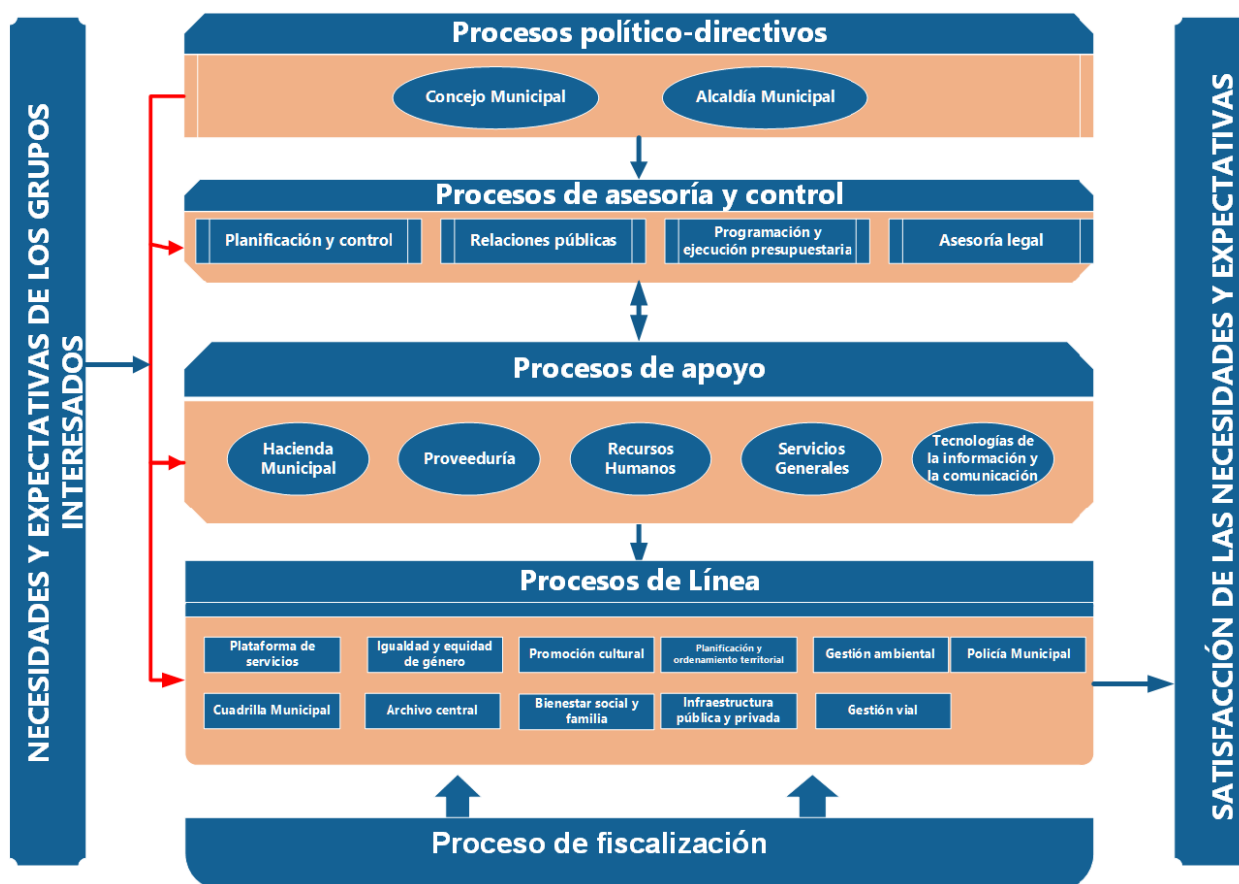 NECESIDADES Y EXPECTATIVAS DE LOS GRUPOS
INTERESADOS
Procesos político-directivos
Concejo Municipal
Alcaldía Municipal
Procesos de asesoría y control
Planificación y control
Relaciones públicas
Programación y
ejecución presupuestaria
Asesoría legal
Procesos de apoyo
Hacienda
Municipal
Proveeduría
Recursos
Humanos
Servicios
Generales
Tecnologías de
la información y
la comunicación
Procesos de Línea
Plataforma de
servicios
Igualdad y equidad
de género
Promoción cultural
Planificación y
ordenamiento territorial
Gestión ambiental
Policía Municipal
Cuadrilla Municipal
Archivo central
Bienestar social y
familia
Infraestructura
pública y privada
Gestión vial
Proceso de fiscalización
SATISFACCIÓN DE LAS NECESIDADES Y EXPECTATIVAS